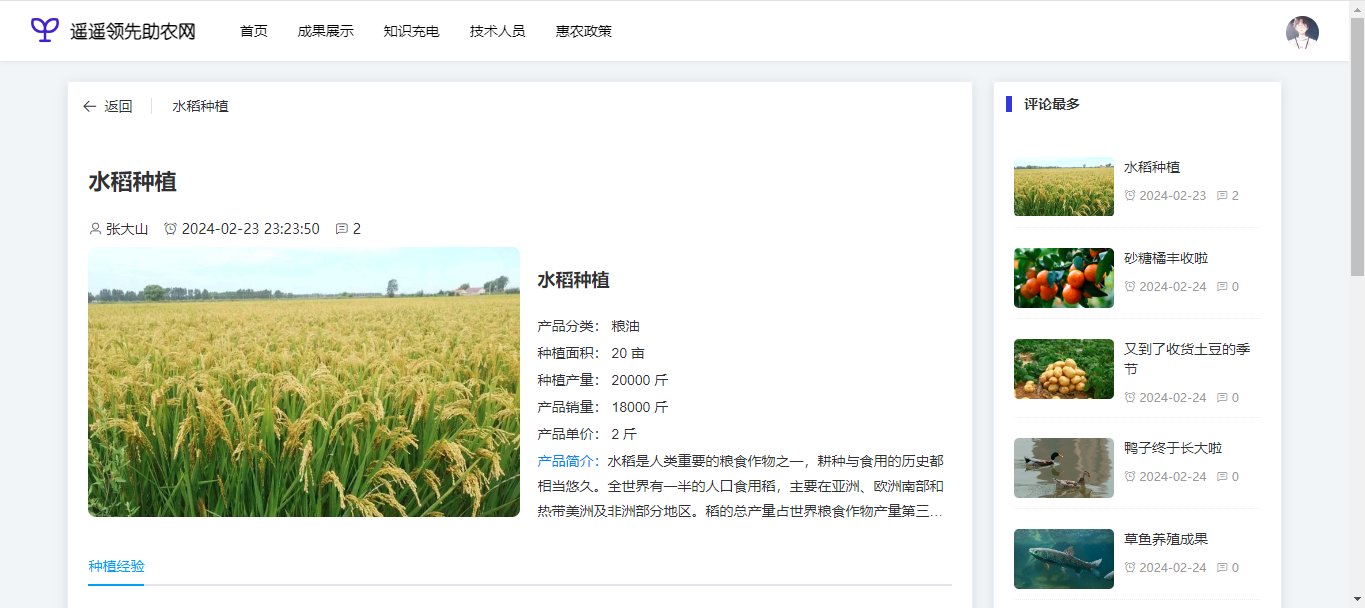 遥遥领先助农网
首页
成果展示
知识充电
技术人员
惠农政策
返回
水稻种植
水稻种植
张大山 2024-02-23 23:23:50 2
水稻种植
产品分类： 粮油
种植面积： 20 亩
种植产量： 20000 斤
产品销量： 18000 斤
产品单价： 2 斤
产品简介：水稻是人类重要的粮食作物之一，耕种与食用的历史都
相当悠久。全世界有一半的人口食用稻，主要在亚洲、欧洲南部和
热带美洲及非洲部分地区。稻的总产量占世界粮食作物产量第三...
种植经验
评论最多
水稻种植
2024-02-23 2
砂糖橘丰收啦
2024-02-24 0
又到了收货土豆的季
节
2024-02-24 0
鸭子终于长大啦
2024-02-24 0
草鱼养殖成果
2024-02-24 0